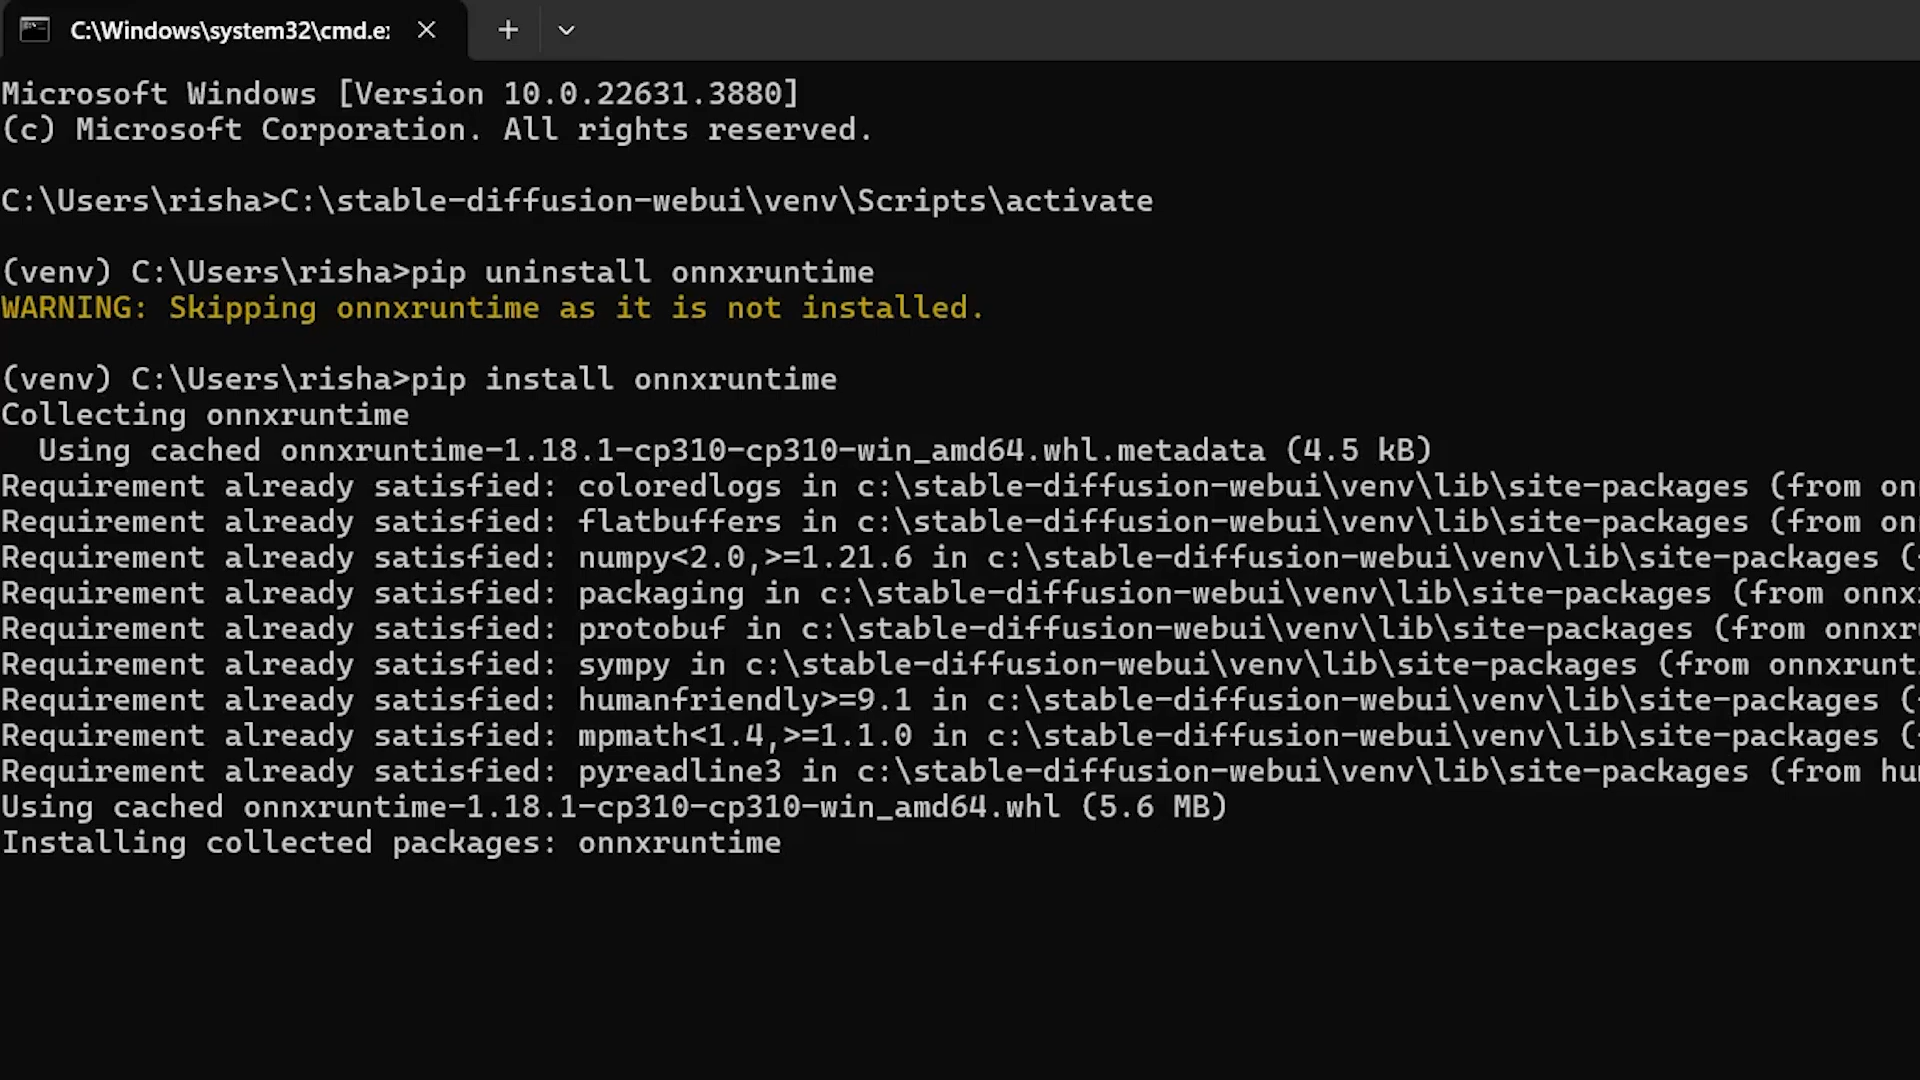 C:\Windows\system32\cmd.e
Microsoft Windows [Version 10.0.22631.3880]
(c) Microsoft Corporation. All rights reserved.
C:\Users\risha>C:\stable-diffusion-webui\venv\Scripts\activate
(venv) C:\Users\risha>pip uninstall onnxruntime
WARNING: Skipping onnxruntime as it is not installed.
(venv) C:\Users\risha>pip install onnxruntime
Collecting onnxruntime
Using cached onnxruntime-1.18.1-cp310-cp310-win_amd64.whl.metadata (4.5 kB)
Requirement already satisfied: coloredlogs in c:\stable-diffusion-webui\venv\lib\site-packages (from on
Requirement already satisfied: flatbuffers in c:\stable-diffusion-webui\venv\lib\site-packages (from on
Requirement already satisfied: numpy<2.0,>=1.21.6 in c:\stable-diffusion-webui\venv\lib\site-packages (
Requirement already satisfied: packaging in c:\stable-diffusion-webui\venv\lib\site-packages (from onnx
Requirement already satisfied: protobuf in c:\stable-diffusion-webui\venv\lib\site-packages (from onnxr
Requirement already satisfied: sympy in c:\stable-diffusion-webui\venv\lib\site-packages (from onnxrunt
Requirement already satisfied: humanfriendly>=9.1 in c:\stable-diffusion-webui\venv\lib\site-packages (
Requirement already satisfied: mpmath<1.4,>=1.1.0 in c:\stable-diffusion-webui\venv\lib\site-packages (
Requirement already satisfied: pyreadline3 in c:\stable-diffusion-webui\venv\lib\site-packages (from hu
Using cached onnxruntime-1.18.1-cp310-cp310-win_amd64.whl (5.6 MB)
Installing collected packages: onnxruntime